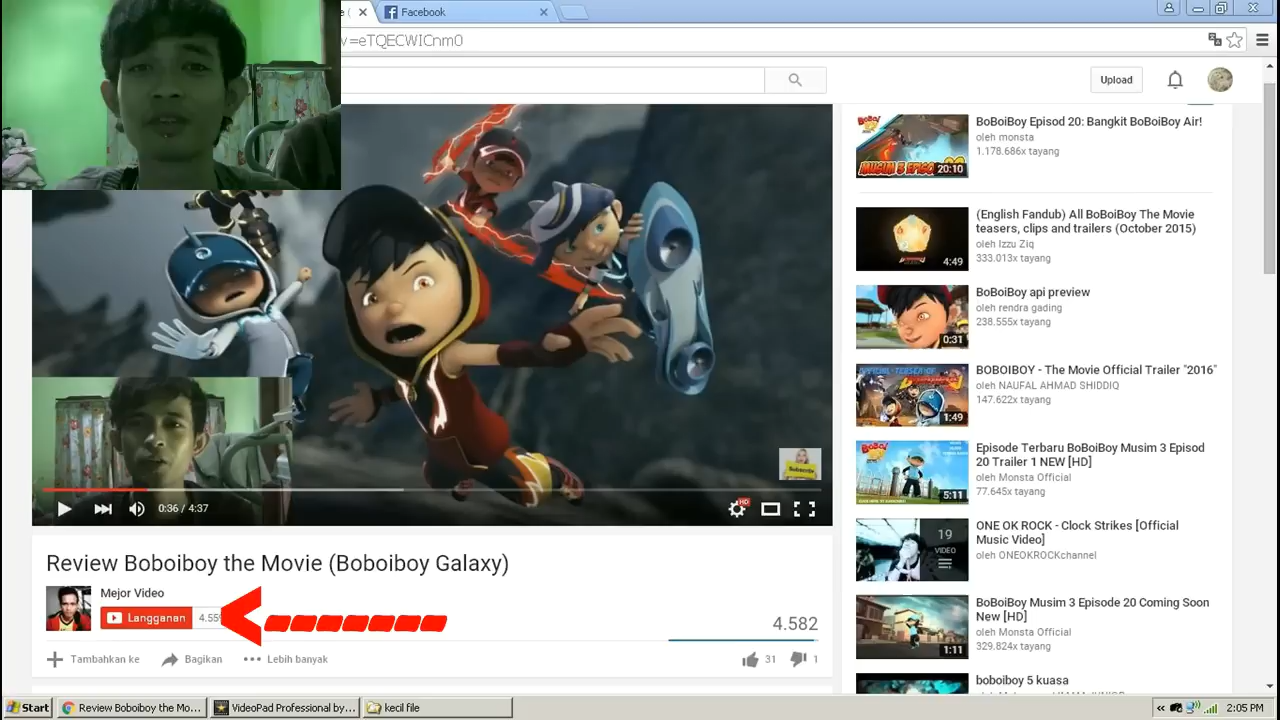 Facebook
v=eTQECWICnm0
Upload
BoBoiBoy Episod 20: Bangkit BoBoiBoy Air!
oleh monsta
1.178.686x tayang
MUSIM 3 EPISOD
20:10
(English Fandub) All BoBoiBoy The Movie
teasers, clips and trailers (October 2015)
oleh Izzu Ziq
333.013x tayang
4:49
BoBoiBoy api preview
oleh rendra gading
238.555x tayang
0:31
BOBOIBOY - The Movie Official Trailer "2016"
oleh NAUFAL AHMAD SHIDDIQ
147.622x tayang
1:49
Episode Terbaru BoBoiBoy Musim 3 Episod
20 Trailer 1 NEW [HD]
oleh Monsta Official
77.645x tayang
5:11
ONE OK ROCK - Clock Strikes [Official
Music Video]
oleh ONEOKROCKchannel
19
VIDEO
BoBoiBoy Musim 3 Episode 20 Coming Soon
New [HD]
oleh Monsta Official
329.824x tayang
1:11
boboiboy 5 kuasa
Subscribe
0:36 / 4:37
HD
Review Boboiboy the Movie (Boboiboy Galaxy)
Mejor Video
Langganan
4.582
Tambahkan ke
Bagikan
Lebih banyak
31
1
Start
Review Boboiboy the Mo...
VideoPad Professional by...
kecil file
2:05 PM